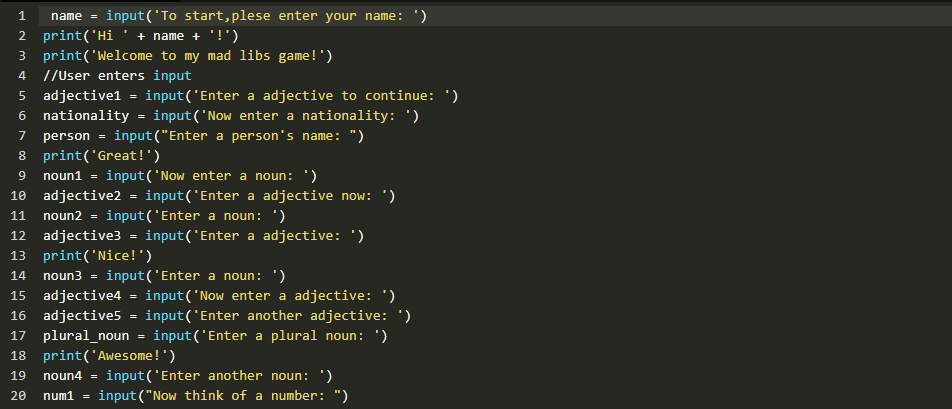 1 name = input('To start,plese enter your name: ')
2 print('Hi ' + name + '!')
3 print('Welcome to my mad libs game!')
4 //User enters input
5 adjective1 = input('Enter a adjective to continue: ')
6 nationality = input('Now enter a nationality: ')
7 person = input("Enter a person's name: ")
8 print('Great!')
9 noun1 = input('Now enter a noun: ')
10 adjective2 = input('Enter a adjective now: ')
11 noun2 = input('Enter a noun: ')
12 adjective3 = input('Enter a adjective: ')
13 print('Nice!')
14 noun3 = input('Enter a noun: ')
15 adjective4 = input('Now enter a adjective: ')
16 adjective5 = input('Enter another adjective: ')
17 plural_noun = input('Enter a plural noun: ')
18 print('Awesome!')
19 noun4 = input('Enter another noun: ')
20 num1 = input("Now think of a number: ")